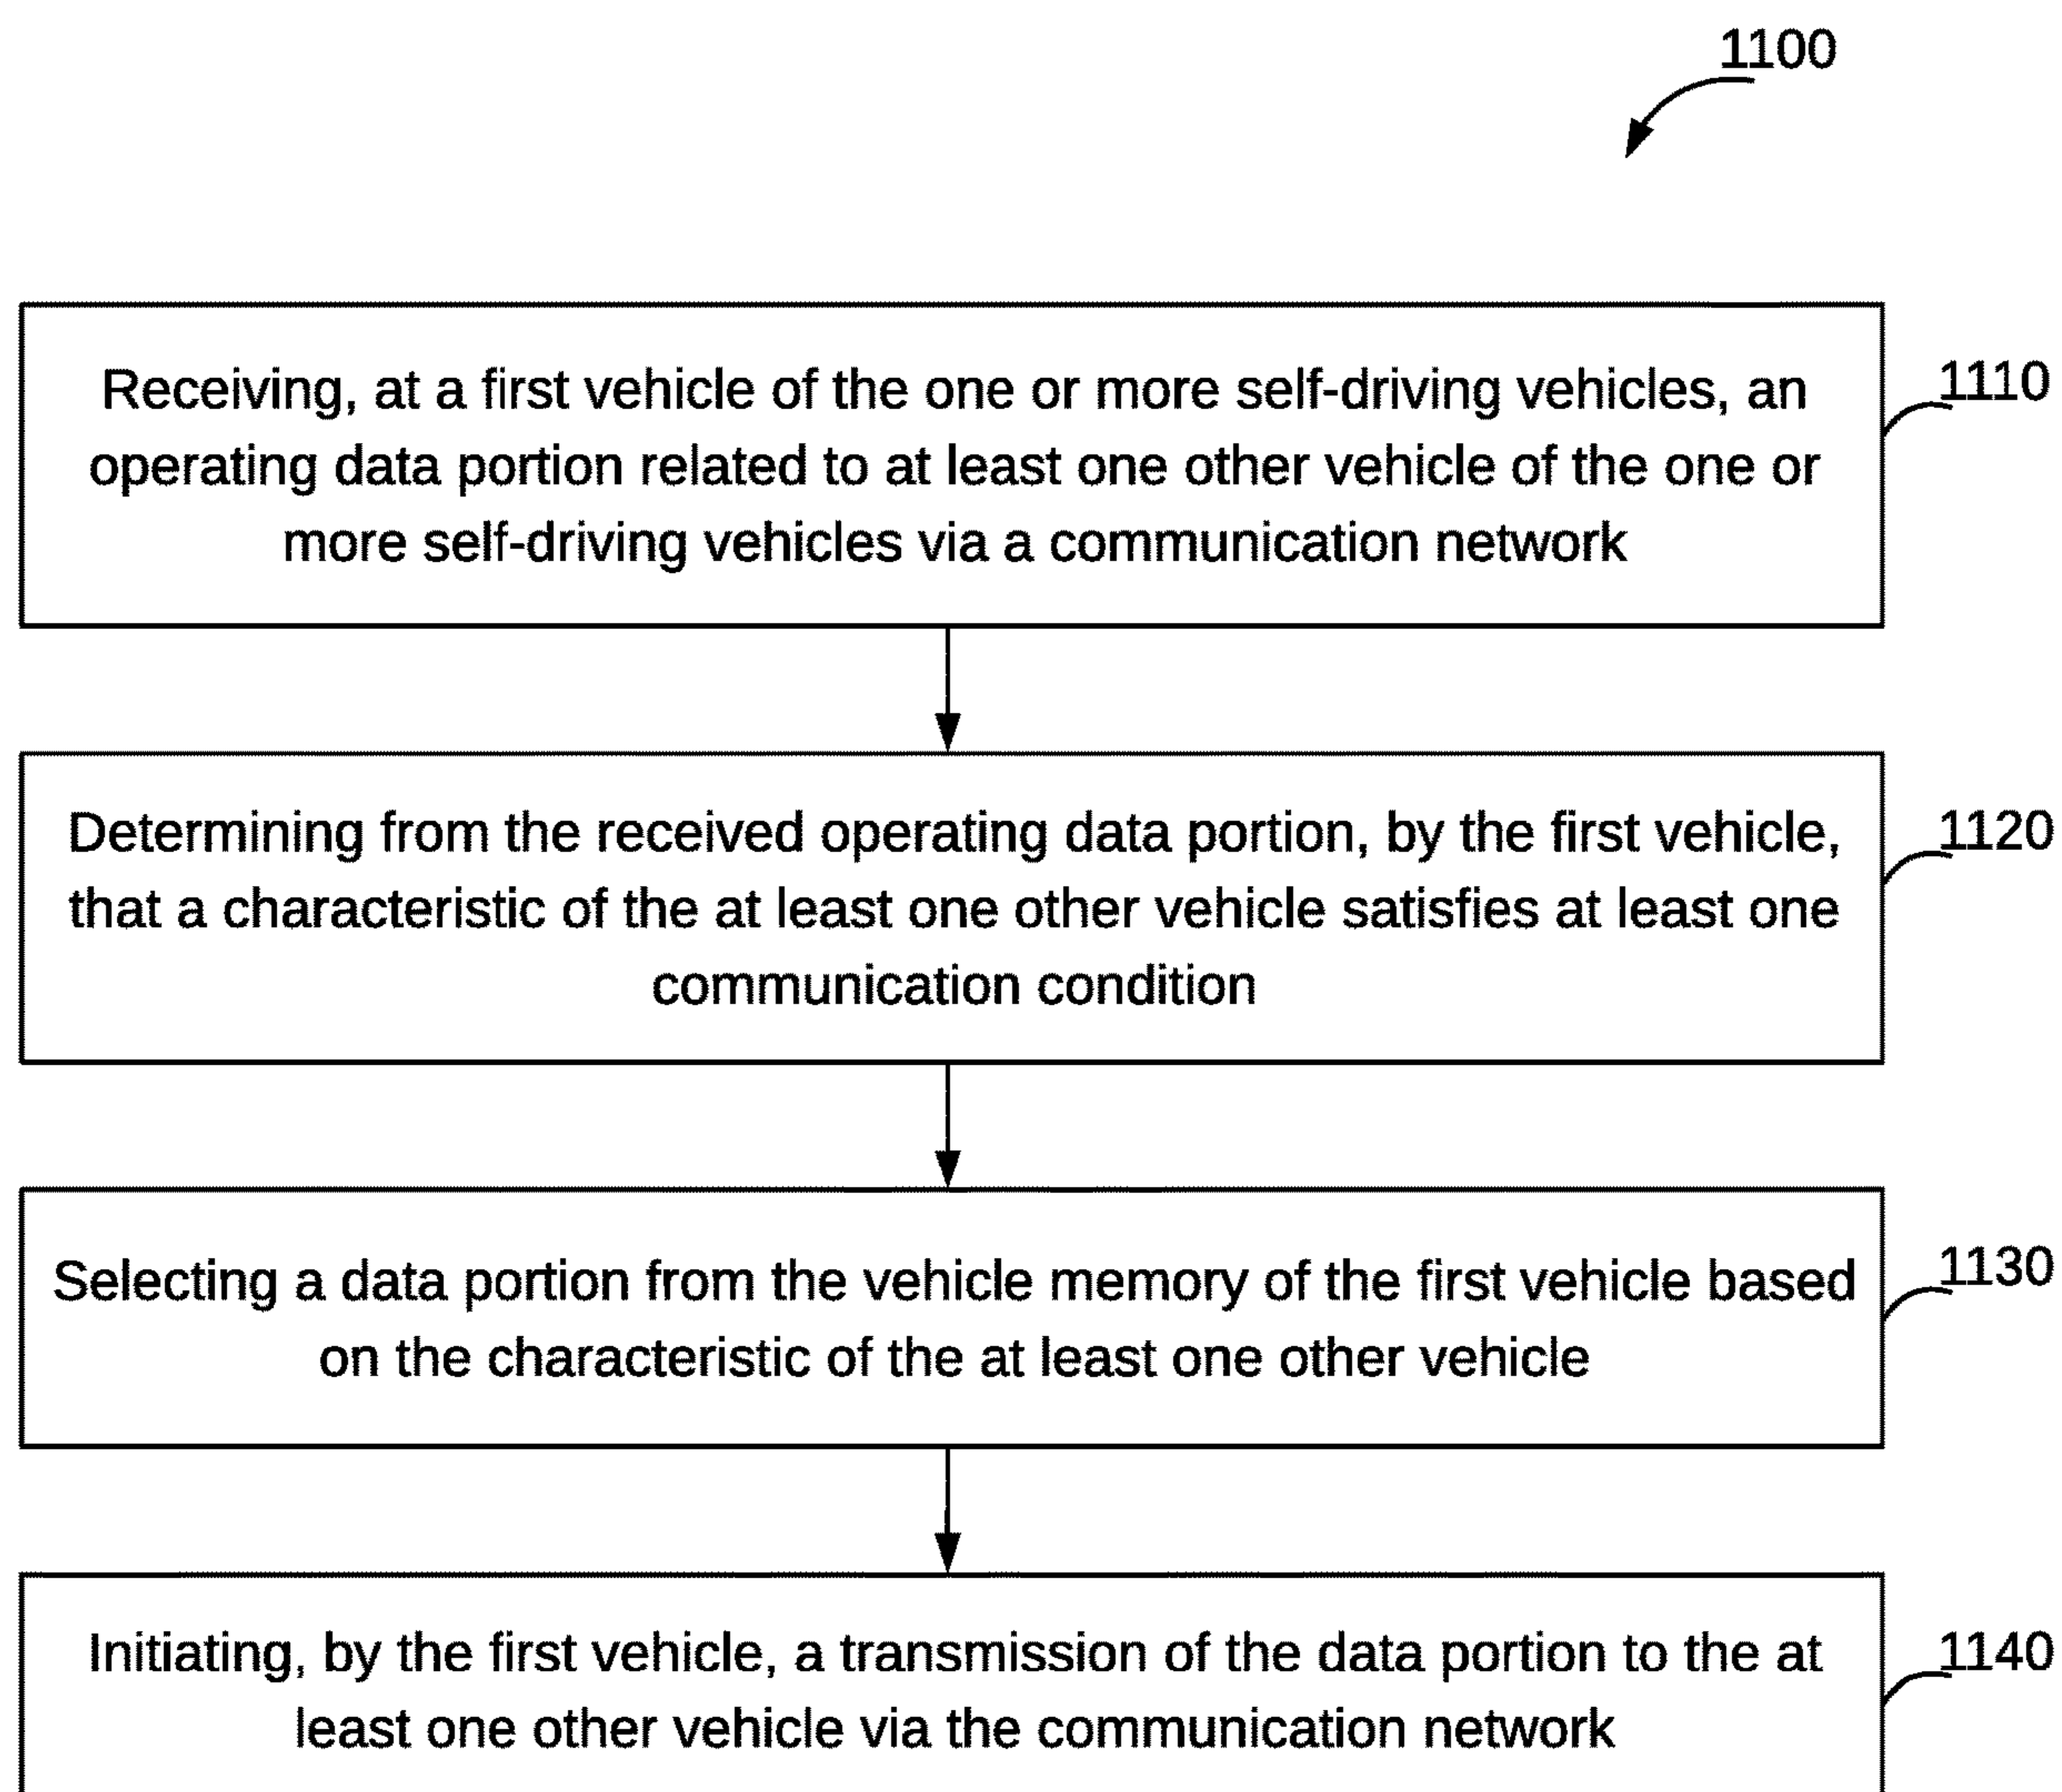 1100
Receiving, at a first vehicle of the one or more self-driving vehicles, an
operating data portion related to at least one other vehicle of the one or
more self-driving vehicles via a communication network
1110
Determining from the received operating data portion, by the first vehicle,
that a characteristic of the at least one other vehicle satisfies at least one
communication condition
1120
Selecting a data portion from the vehicle memory of the first vehicle based
on the characteristic of the at least one other vehicle
1130
Initiating, by the first vehicle, a transmission of the data portion to the at
least one other vehicle via the communication network
1140